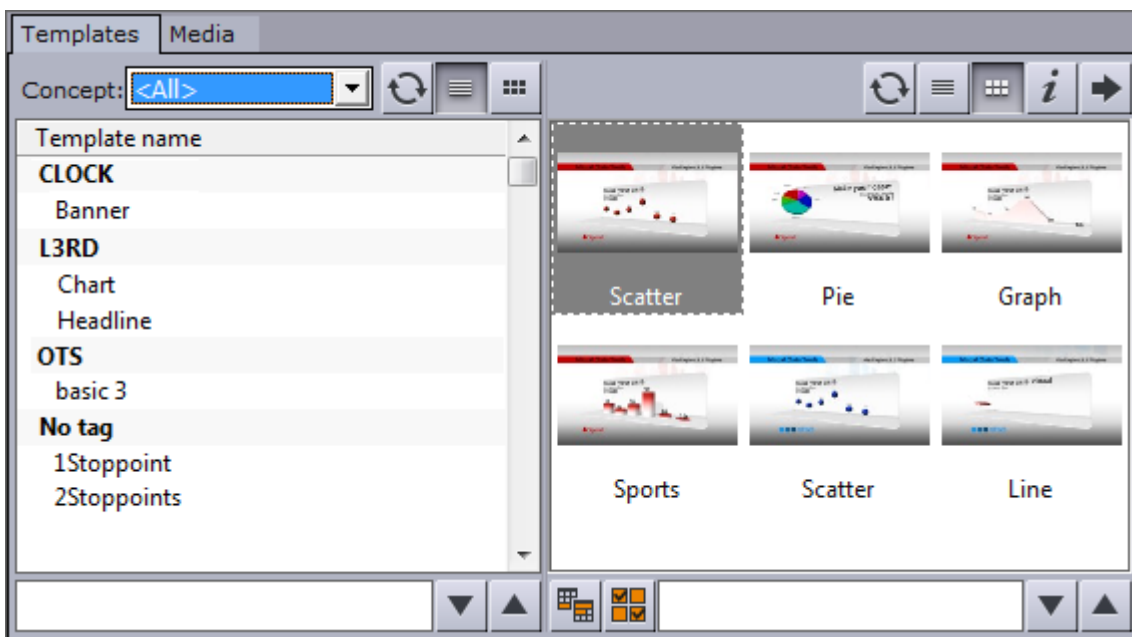 Templates Media
Concept: <All>
Template name
CLOCK
Banner
L3RD
Chart
Headline
OTS
basic 3
No tag
1Stoppoint
2Stoppoints
i
Scatter Pie Graph
Sports Scatter Line